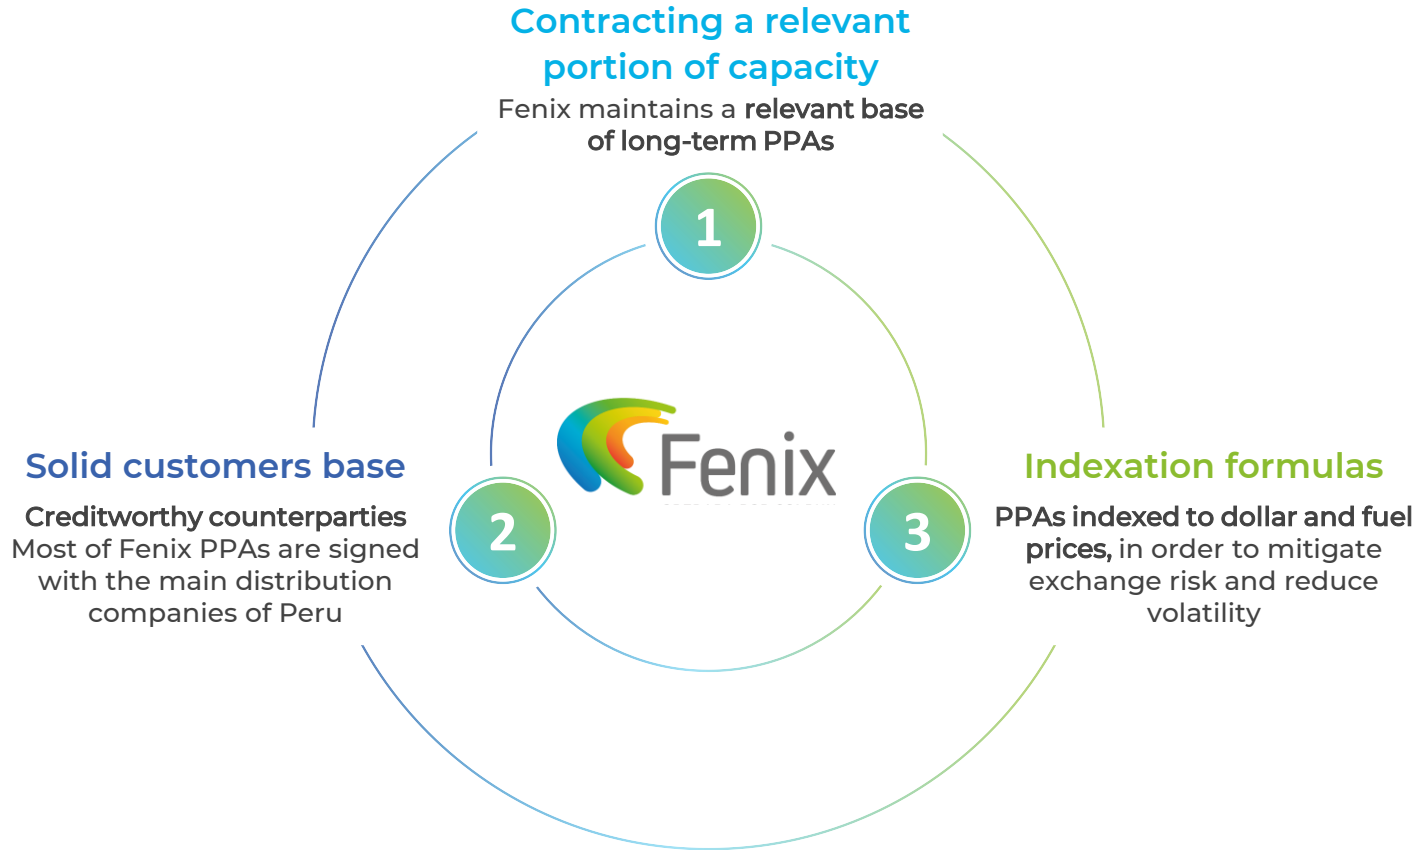 Contracting a relevant
portion of capacity
Fenix maintains a relevant base
of long-term PPAs
1
Fenix
Solid customers base
Creditworthy counterparties
Most of Fenix PPAs are signed
with the main distribution
companies of Peru
2
3
Indexation formulas
PPAs indexed to dollar and fuel
prices, in order to mitigate
exchange risk and reduce
volatility